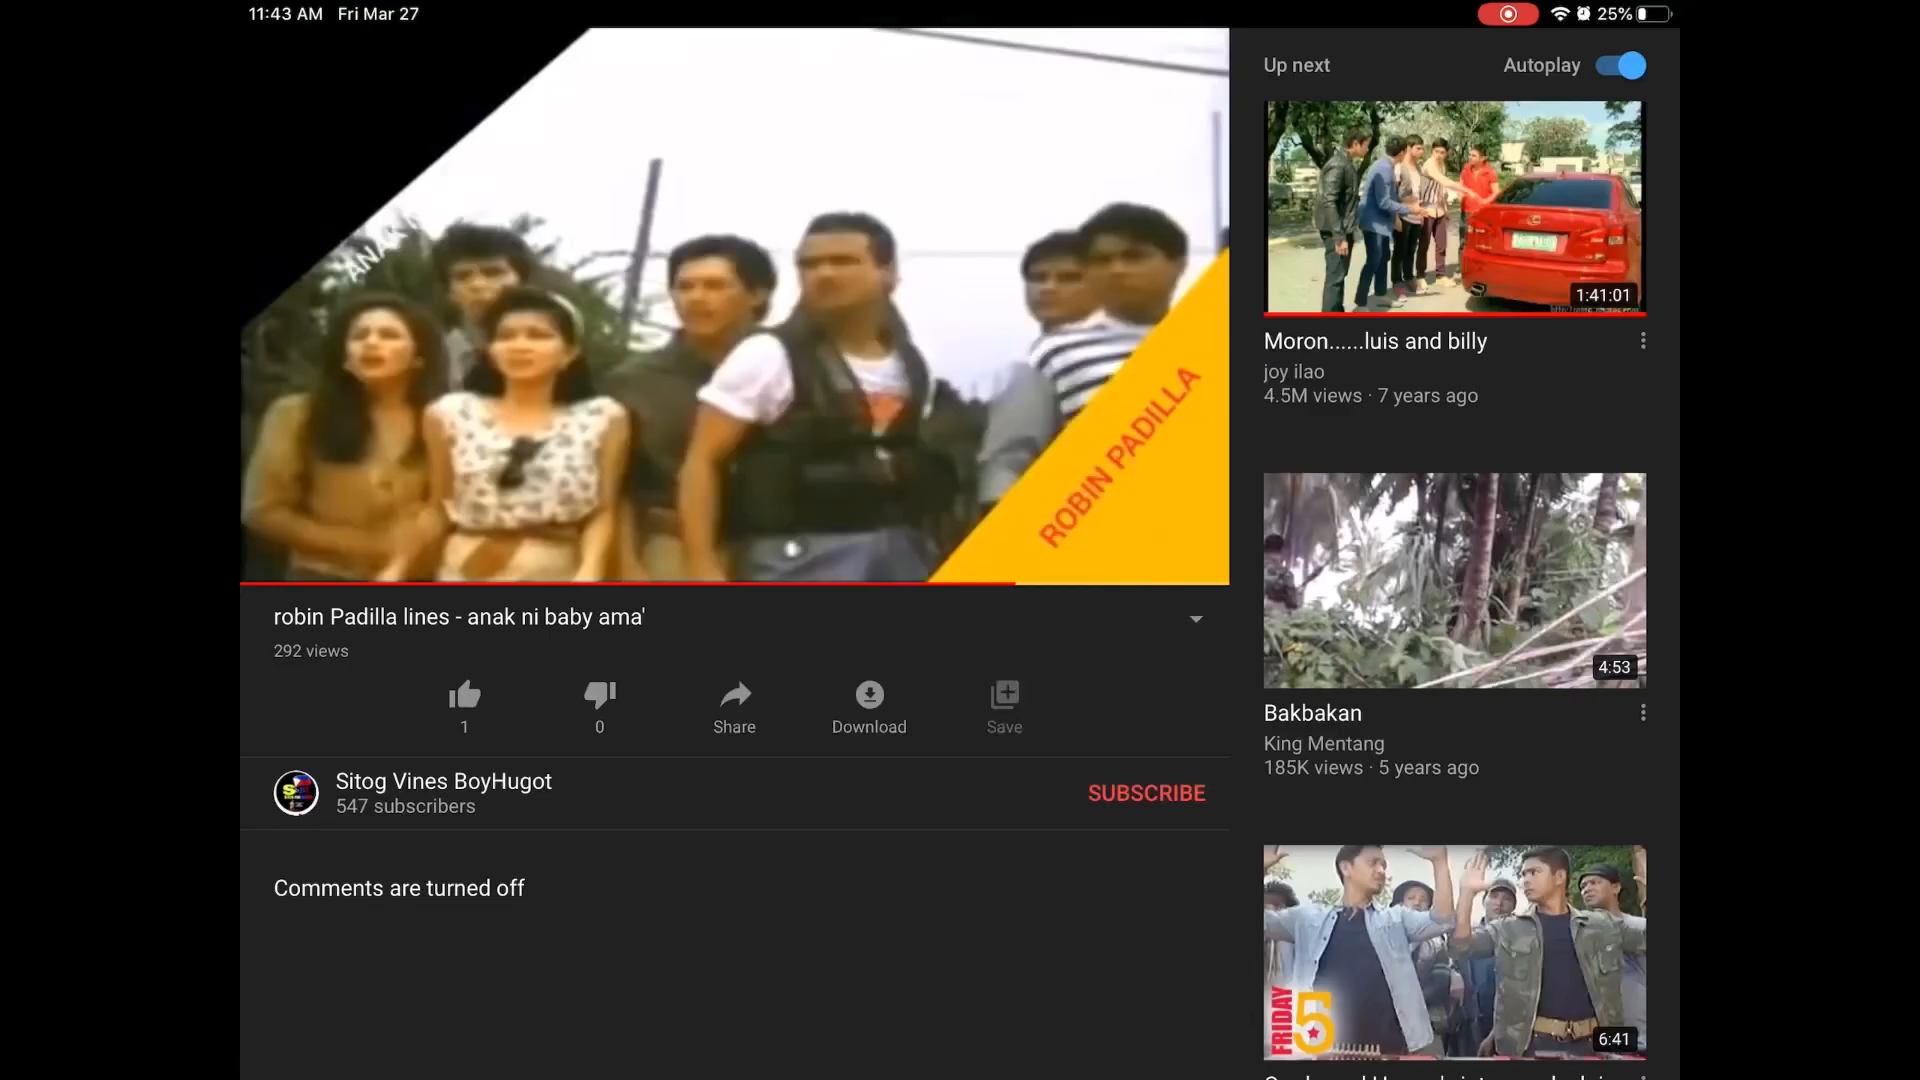 11:43 AM Fri Mar 27
25%
ROBIN PADILLA
robin Padilla lines - anak ni baby ama'
292 views
1
0
Share
Download
Save
Sitog Vines BoyHugot
547 subscribers
SUBSCRIBE
Comments are turned off
Up next
Autoplay
1:41:01
Moron......luis and billy
joy ilao
4.5M views · 7 years ago
4:53
Bakbakan
King Mentang
185K views · 5 years ago
FRIDAY
5
6:41